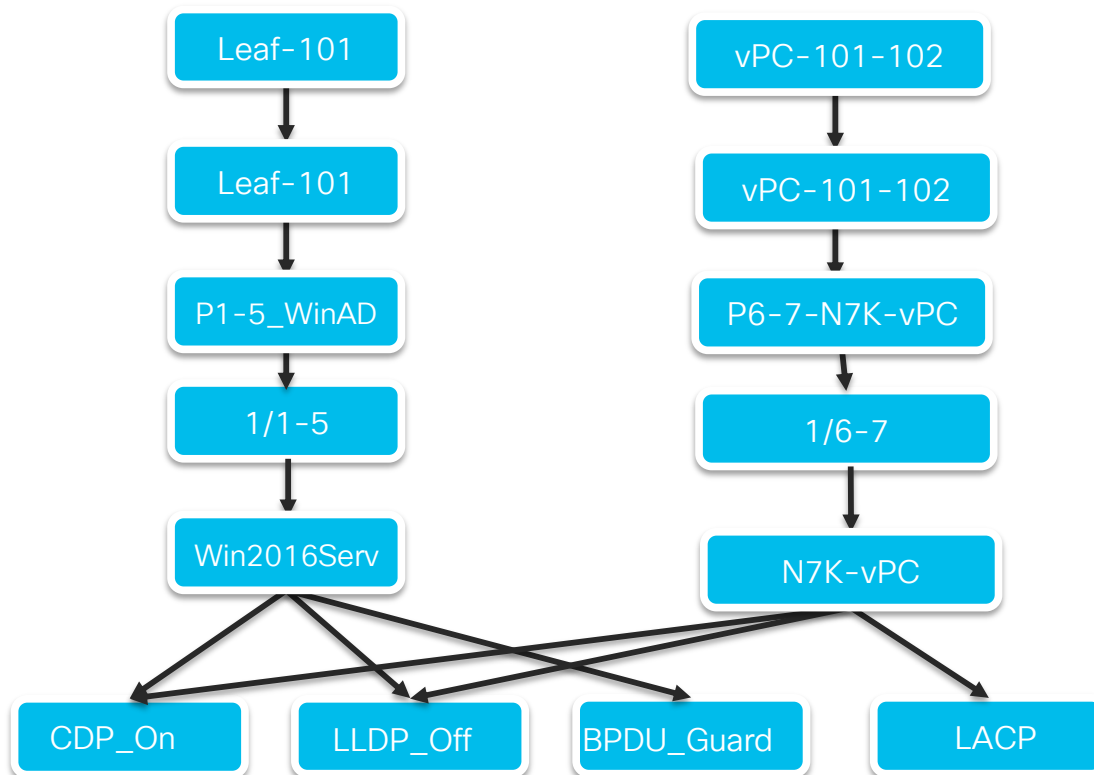 Leaf-101
vPC-101-102
Leaf-101
vPC-101-102
P1-5_WinAD
P6-7-N7K-vPC
1/1-5
1/6-7
Win2016Serv
N7K-vPC
CDP_On
LLDP_Off
BPDU_Guard
LACP